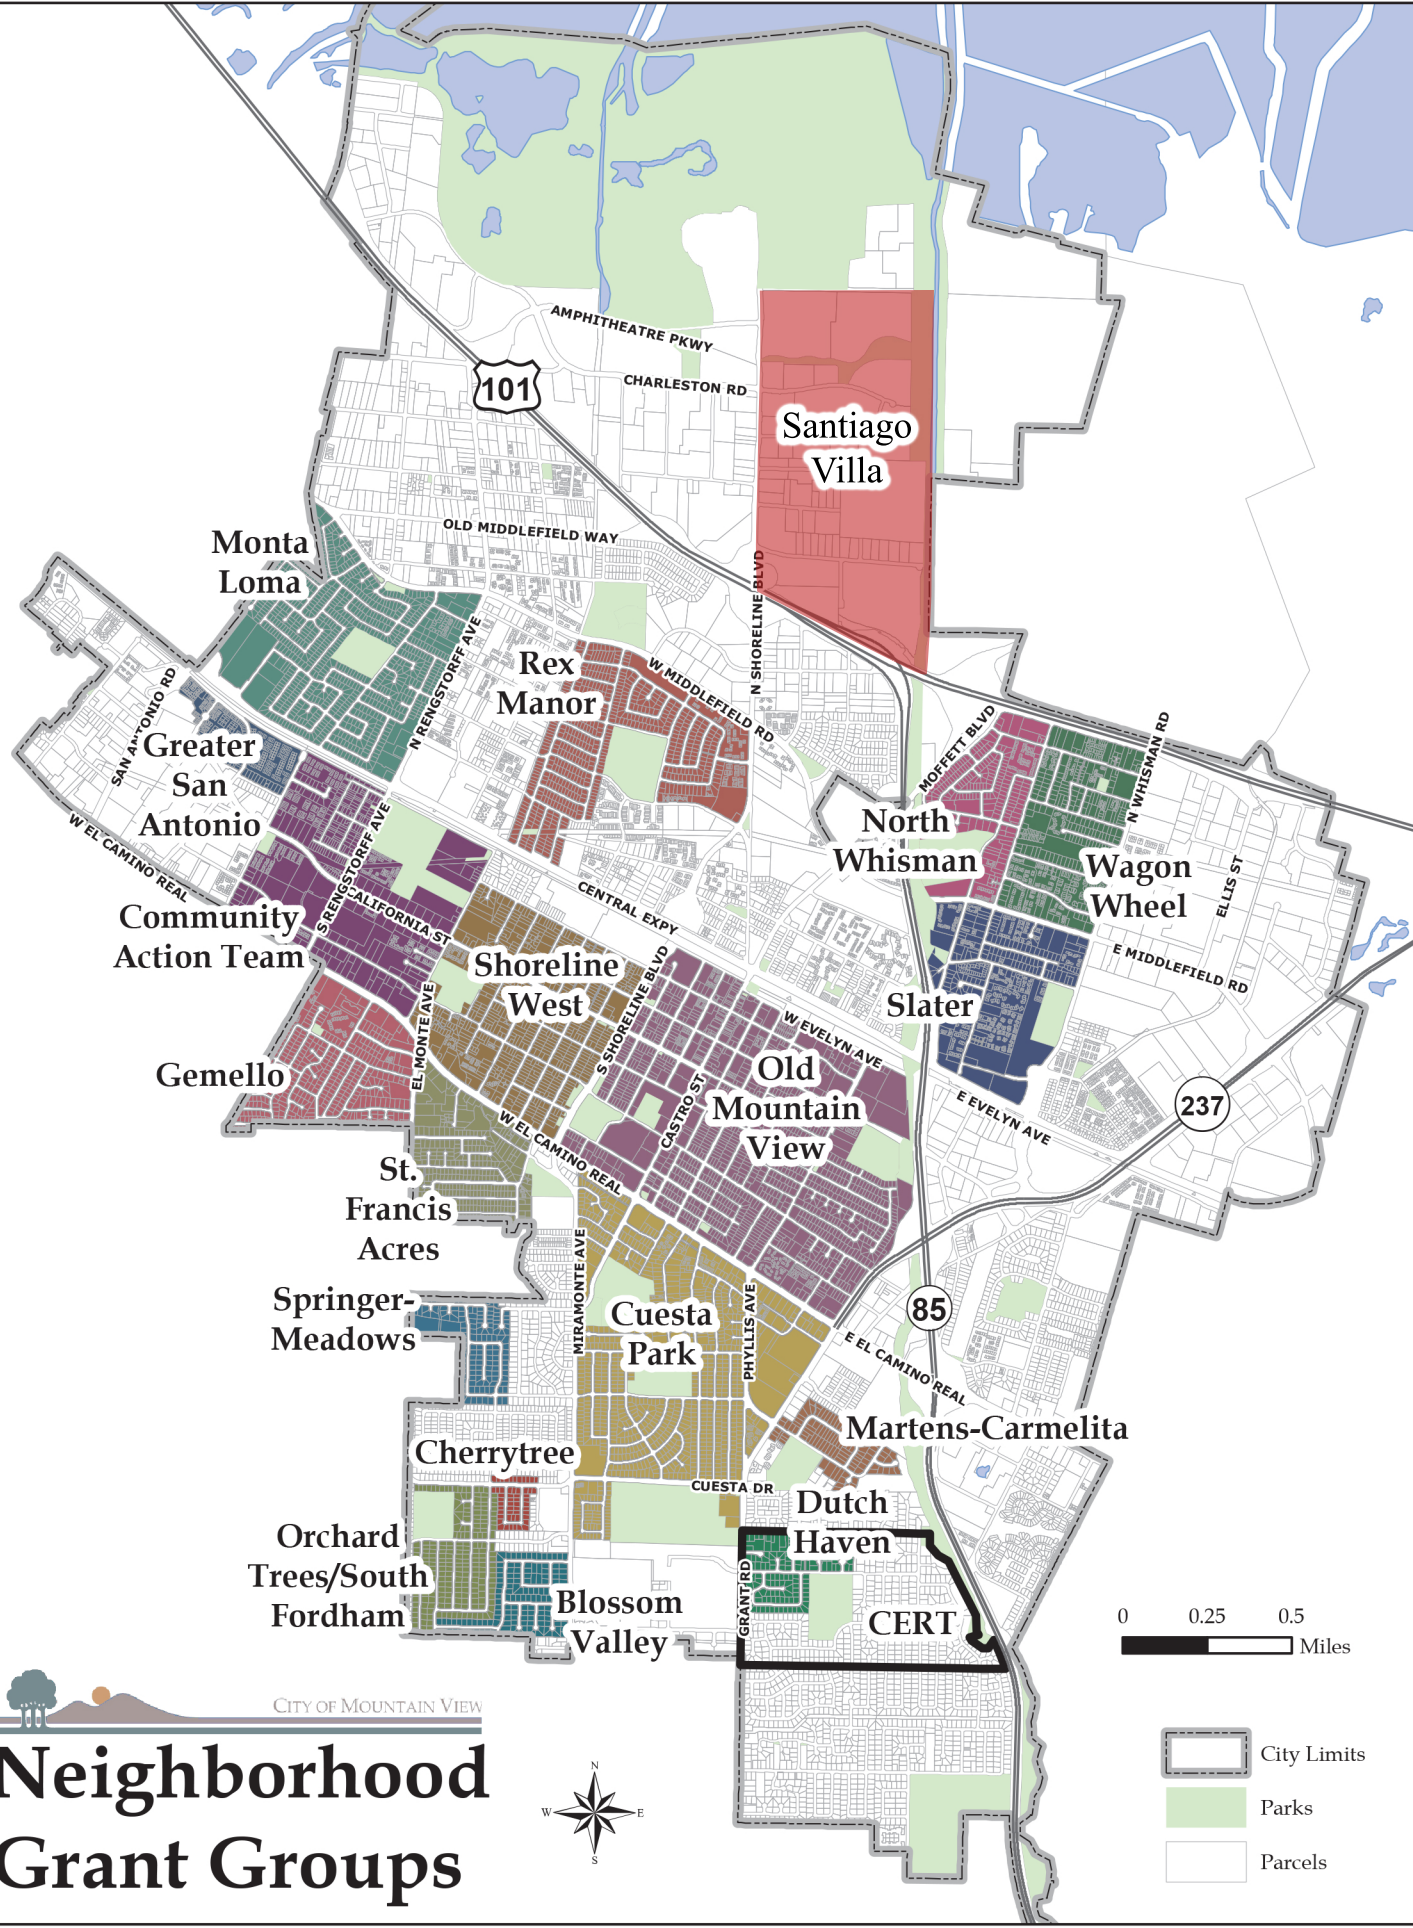 AMPHITHEATRE PKWY
101
CHARLESTON RD
Santiago
Villa
OLD MIDDLEFIELD WAY
Monta
Loma
N SHORELINE BLVD
N RENGSTORFF AVE
Rex
Manor
W MIDDLEFIELD RD
SAN ANTONIO RD
Greater
San
Antonio
MOFFETT BLVD
N WHISMAN RD
North
Whisman
Wagon
Wheel
ELLIS ST
W EL CAMINO REAL
S RENGSTORFF AVE
CALIFORNIA ST
CENTRAL EXPY
Community
Action Team
E MIDDLEFIELD RD
Shoreline
West
S SHORELINE BLVD
Slater
W EVELYN AVE
EL MONTE AVE
Gemello
Old
Mountain
View
CASTRO ST
E EVELYN AVE
237
W EL CAMINO REAL
St.
Francis
Acres
MIRAMONTE AVE
Springer-
Meadows
Cuesta
Park
PHYLLIS AVE
85
E EL CAMINO REAL
Martens-Carmelita
Cherrytree
CUESTA DR
Dutch
Haven
Orchard
Trees/South
Fordham
GRANT RD
Blossom
Valley
CERT
0 0.25 0.5
Miles
CITY OF MOUNTAIN VIEW
Neighborhood
Grant Groups
N
W E
S
City Limits
Parks
Parcels